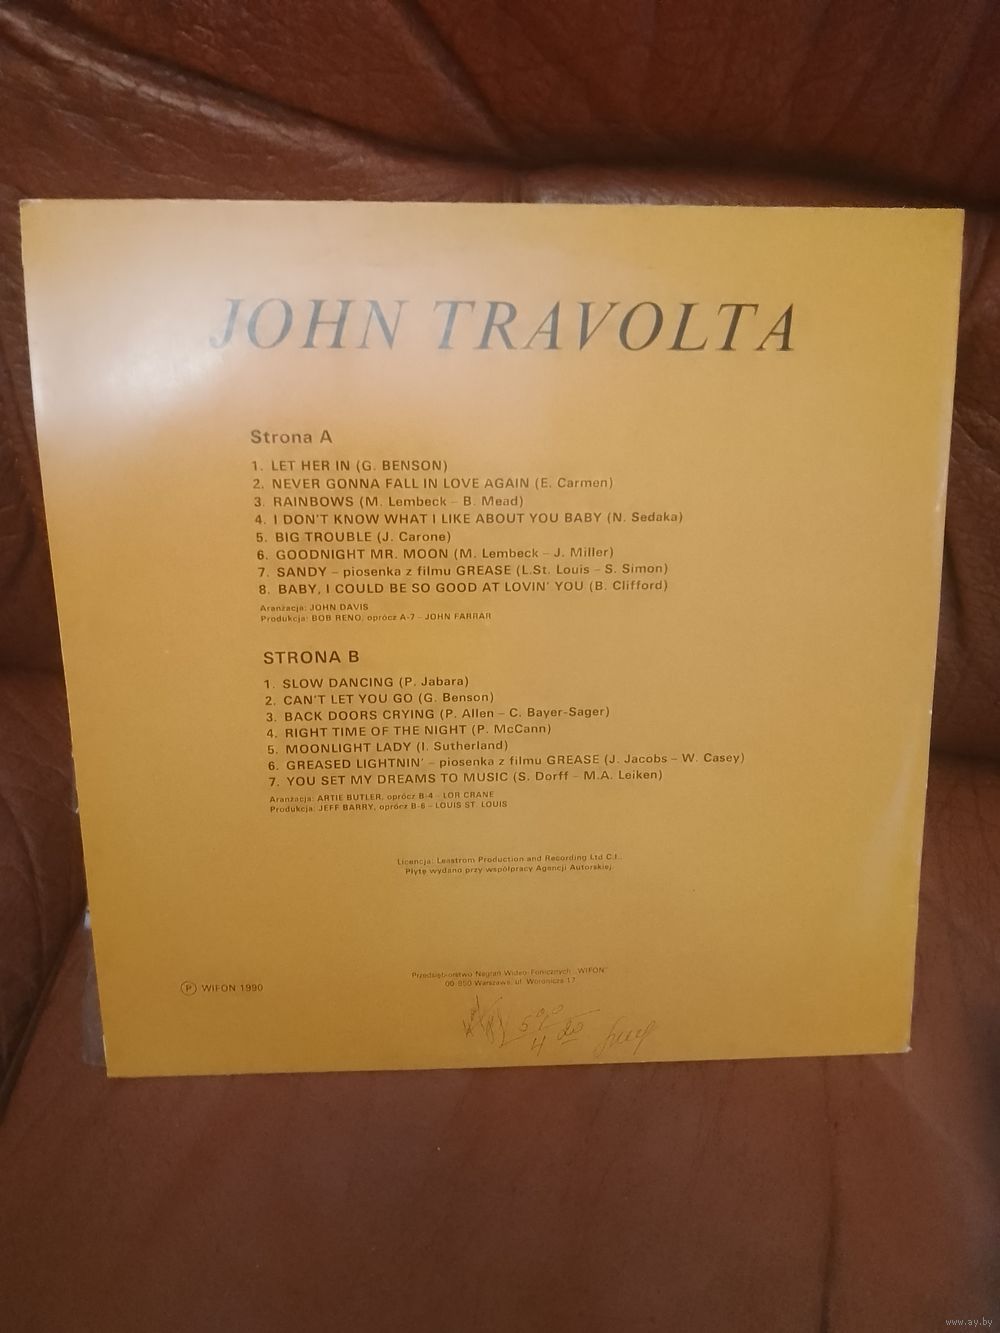 JOHN TRAVOLTA
Strona A
1. LET HER IN (G. BENSON)
2. NEVER GONNA FALL IN LOVE AGAIN (E. Carmen)
3. RAINBOWS (M. Lembeck – B. Mead)
4. I DON'T KNOW WHAT I LIKE ABOUT YOU BABY (N. Sedaka)
5. BIG TROUBLE (J. Carone)
6. GOODNIGHT MR. MOON (M. Lembeck – J. Miller)
7. SANDY – piosenka z filmu GREASE (L.St. Louis – S. Simon)
8. BABY, I COULD BE SO GOOD AT LOVIN' YOU (B. Clifford)
Aranżacja: JOHN DAVIS
Produkcja: BOB RENO, oprócz A-7 – JOHN FARRAR
STRONA B
1. SLOW DANCING (P. Jabara)
2. CAN'T LET YOU GO (G. Benson)
3. BACK DOORS CRYING (P. Allen – C. Bayer-Sager)
4. RIGHT TIME OF THE NIGHT (P. McCann)
5. MOONLIGHT LADY (I. Sutherland)
6. GREASED LIGHTNIN' – piosenka z filmu GREASE (J. Jacobs – W. Casey)
7. YOU SET MY DREAMS TO MUSIC (S. Dorff – M.A. Leiken)
Aranżacja: ARTIE BUTLER, oprócz B-4 – LOR CRANE
Produkcja: JEFF BARRY, oprócz B-6 – LOUIS ST. LOUIS
Licencja: Leastrom Production and Recording Ltd C.I.
Płytę wydano przy współpracy Agencji Autorskiej.
Przedsiębiorstwo Nagrań Wideo-Fonicznych „WIFON"
00-950 Warszawa, ul. Woronicza 17
Ⓟ WIFON 1990
www.ay.by